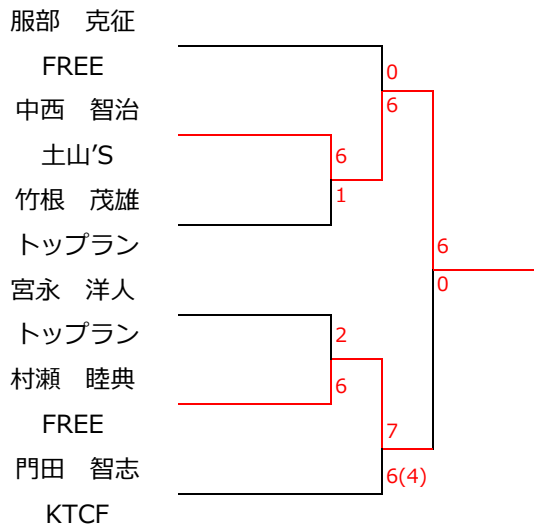 服部　克征
FREE
0
中西　智治
6
土山'S
6
竹根　茂雄
1
トップラン
6
宮永　洋人
0
トップラン
2
村瀬　睦典
6
FREE
7
門田　智志
6(4)
KTCF